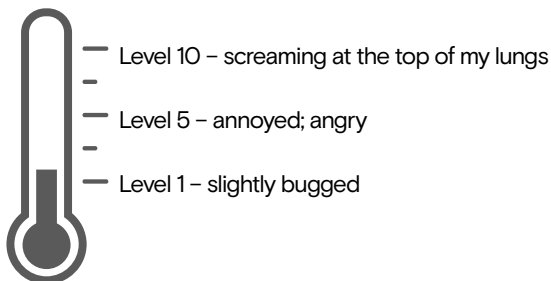 Level 10 – screaming at the top of my lungs
Level 5 – annoyed; angry
Level 1 – slightly bugged